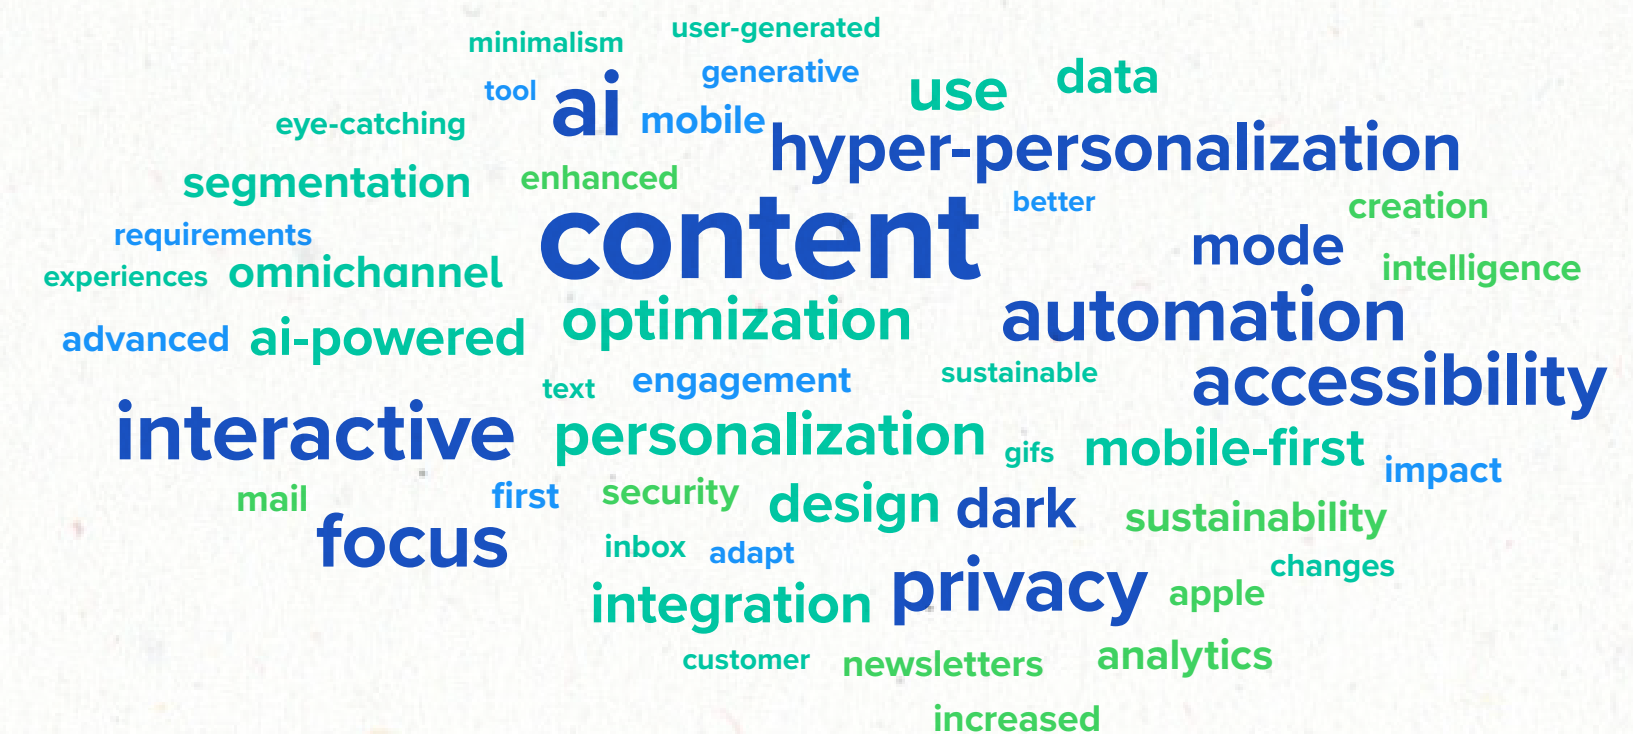 user-generated
minimalism
generative
use
data
tool
ai
mobile
eye-catching
hyper-personalization
segmentation
enhanced
better
creation
requirements
content
mode
experiences
omnichannel
intelligence
optimization
automation
advanced
ai-powered
text
engagement
sustainable
accessibility
interactive
personalization
gifs
mobile-first
impact
mail
first
security
design
dark
sustainability
focus
inbox
adapt
changes
integration
privacy
apple
customer
newsletters
analytics
increased